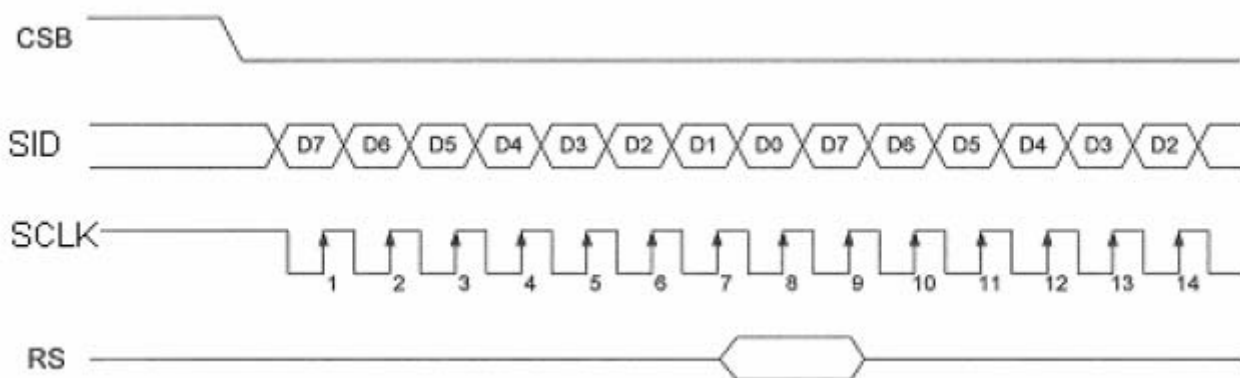 CSB
SID D7 D6 D5 D4 D3 D2 D1 D0 D7 D6 D5 D4 D3 D2
SCLK
1 2 3 4 5 6 7 8 9 10 11 12 13 14
RS